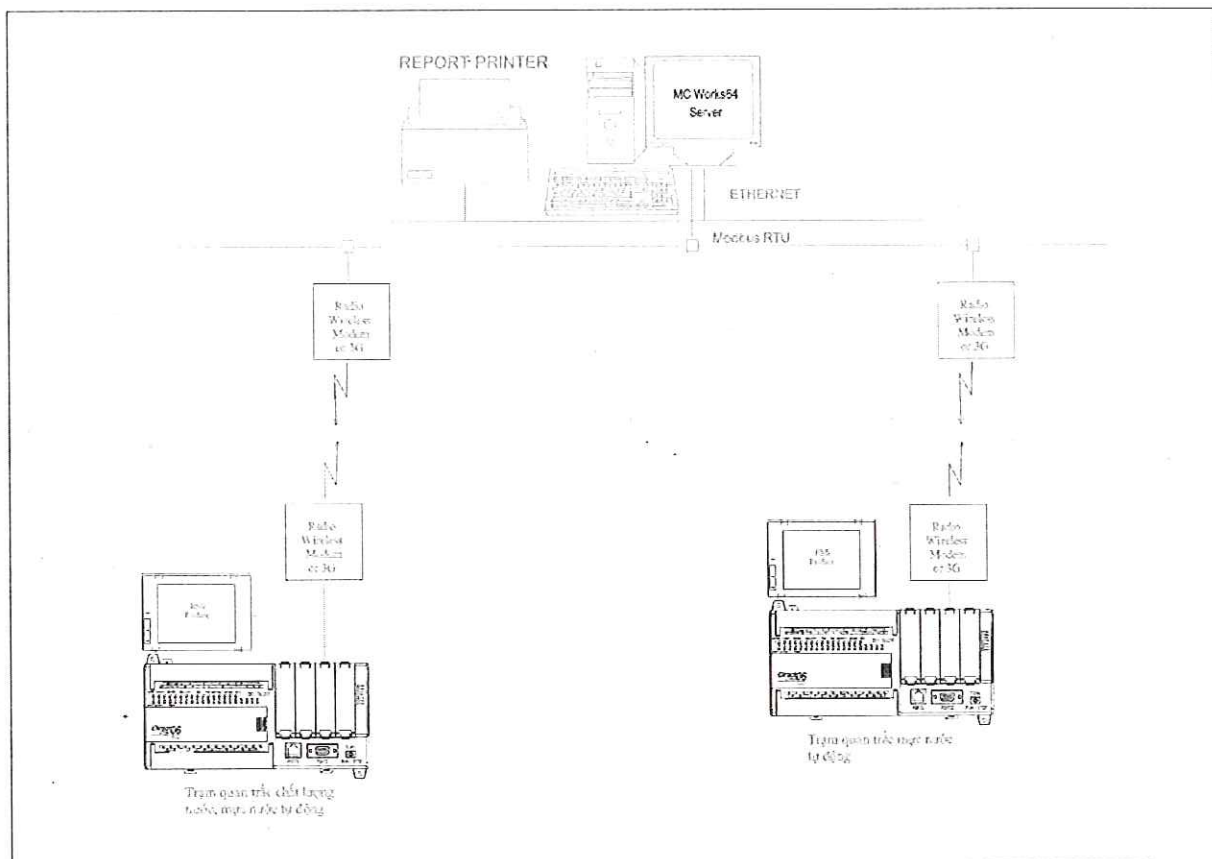 REPORT PRINTER
MC Works64
Server
ETHERNET
Modbus RTU
Radio
Wireless
Modem
or 3G
Radio
Wireless
Modem
or 3G
Radio
Wireless
Modem
or 3G
Radio
Wireless
Modem
or 3G
Trạm quan trắc mực nước
tự động
Trạm quan trắc chất lượng
nước, mực nước tự động